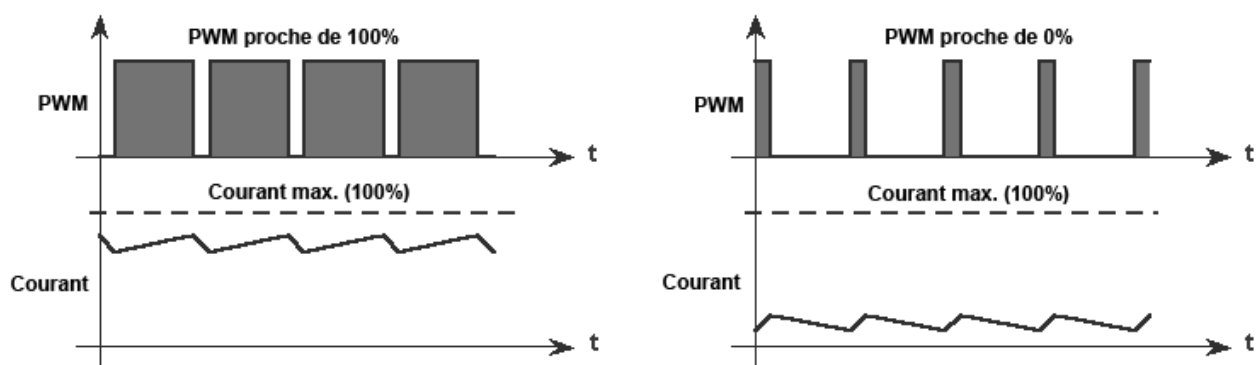 PWM proche de 100%
PWM
t
Courant max. (100%)
Courant
t
PWM proche de 0%
PWM
t
Courant max. (100%)
Courant
t